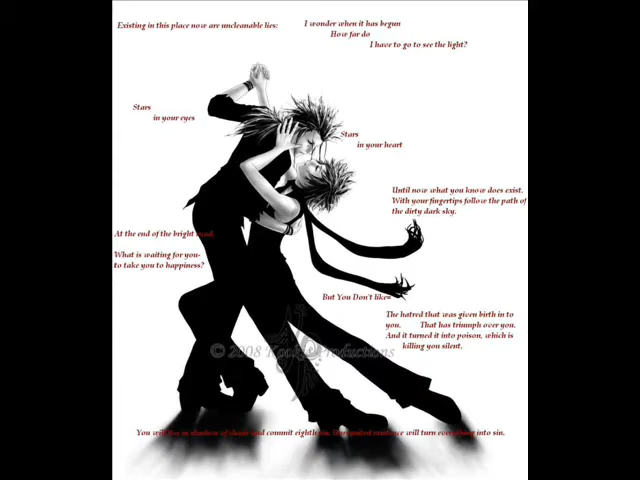 Existing in this place now are uncleanable lies:
I wonder when it has begun
How far do
I have to go to see the light?
Stars
in your eyes
Stars
in your heart
Until now what you know does exist.
With your fingertips follow the path of
the dirty dark sky.
At the end of the bright
What is waiting for you-
to take you to happiness?
But You Don't like=
The hatred that was given birth in to
you. That has triumph over you.
And it turned it into poison, which is
killing you silent.
© 2008 Productions
You will in shadow of and commit will turn into sin.